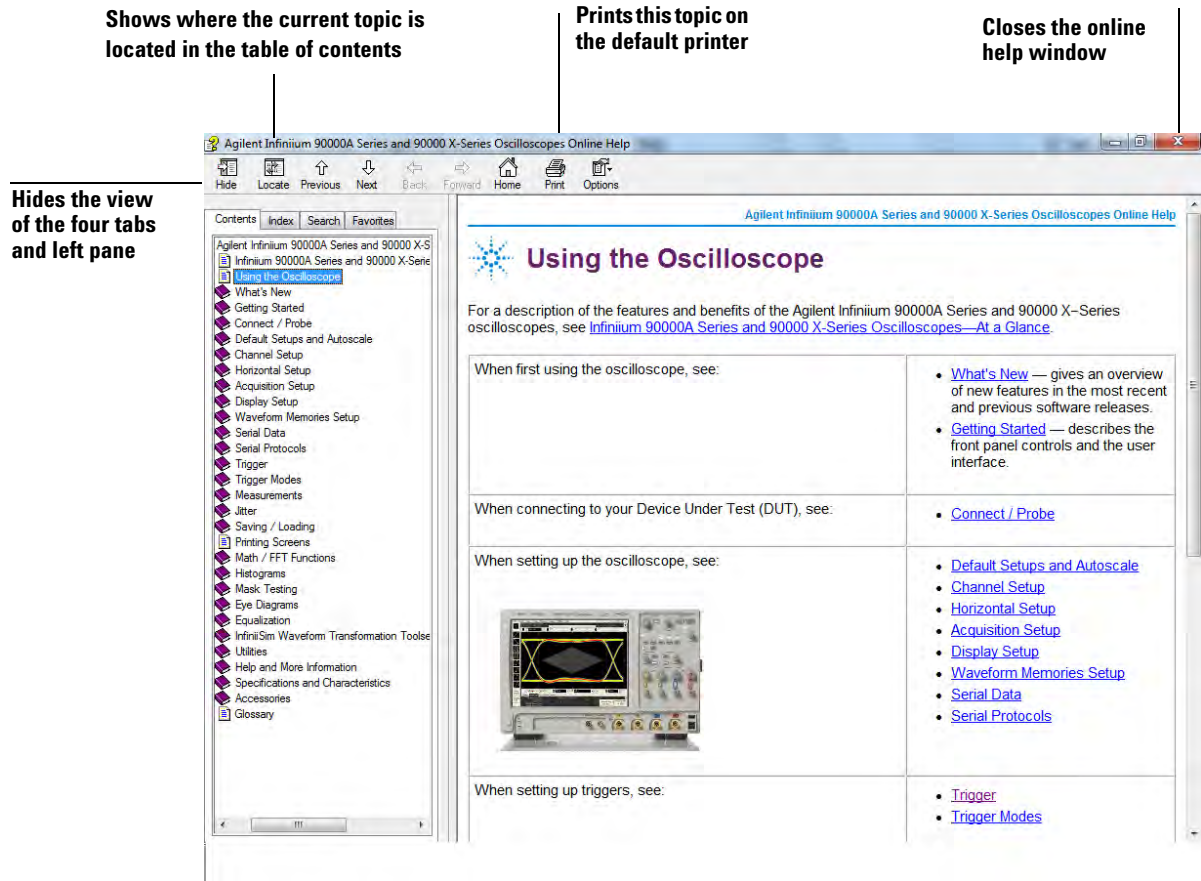 Shows where the current topic is
located in the table of contents
Prints this topic on
the default printer
Closes the online
help window
Hides the view
of the four tabs
and left pane
Agilent Infiniium 90000A Series and 90000 X-Series Oscilloscopes Online Help
Hide Locate Previous Next Back Forward Home Print Options
Contents Index Search Favorites
Agilent Infiniium 90000A Series and 90000 X-S
Infiniium 90000A Series and 90000 X-Serie
Using the Oscilloscope
What's New
Getting Started
Connect / Probe
Default Setups and Autoscale
Channel Setup
Horizontal Setup
Acquisition Setup
Display Setup
Waveform Memories Setup
Serial Data
Serial Protocols
Trigger
Trigger Modes
Measurements
Jitter
Saving / Loading
Printing Screens
Math / FFT Functions
Histograms
Mask Testing
Eye Diagrams
Equalization
InfiniiSim Waveform Transformation Toolse
Utilities
Help and More Information
Specifications and Characteristics
Accessories
Glossary
Agilent Infiniium 90000A Series and 90000 X-Series Oscilloscopes Online Help
Using the Oscilloscope
For a description of the features and benefits of the Agilent Infiniium 90000A Series and 90000 X-Series
oscilloscopes, see Infiniium 90000A Series and 90000 X-Series Oscilloscopes—At a Glance.
When first using the oscilloscope, see:
• What's New — gives an overview
of new features in the most recent
and previous software releases.
• Getting Started — describes the
front panel controls and the user
interface.
When connecting to your Device Under Test (DUT), see:
• Connect / Probe
When setting up the oscilloscope, see:
• Default Setups and Autoscale
• Channel Setup
• Horizontal Setup
• Acquisition Setup
• Display Setup
• Waveform Memories Setup
• Serial Data
• Serial Protocols
When setting up triggers, see:
• Trigger
• Trigger Modes